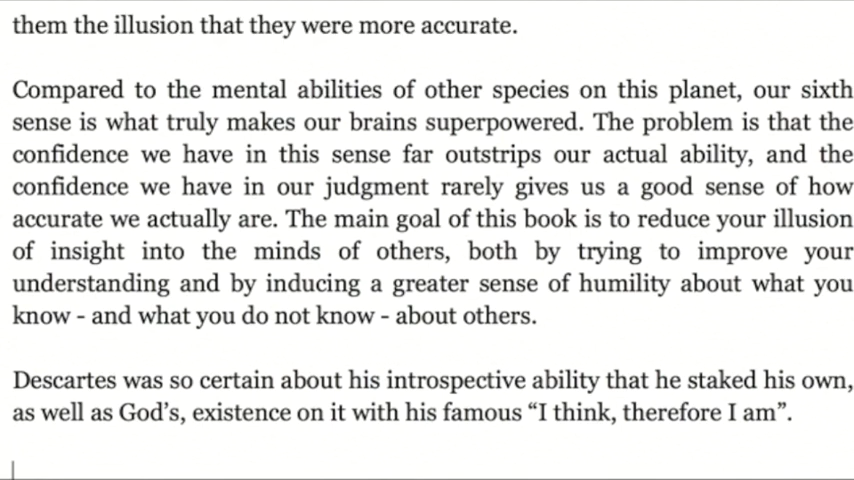 them the illusion that they were more accurate.
Compared to the mental abilities of other species on this planet, our sixth
sense is what truly makes our brains superpowered. The problem is that the
confidence we have in this sense far outstrips our actual ability, and the
confidence we have in our judgment rarely gives us a good sense of how
accurate we actually are. The main goal of this book is to reduce your illusion
of insight into the minds of others, both by trying to improve your
understanding and by inducing a greater sense of humility about what you
know - and what you do not know - about others.
Descartes was so certain about his introspective ability that he staked his own,
as well as God’s, existence on it with his famous “I think, therefore I am”.